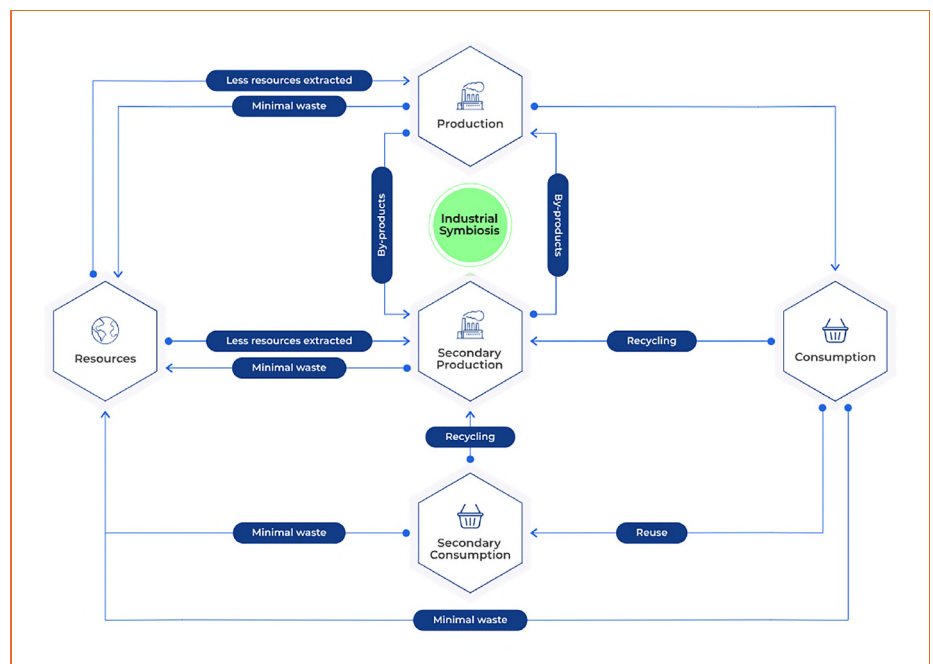 Less resources extracted
Minimal waste
Production
By-products
Industrial
Symbiosis
By-products
Resources
Less resources extracted
Minimal waste
Secondary
Production
Recycling
Consumption
Recycling
Minimal waste
Secondary
Consumption
Reuse
Minimal waste